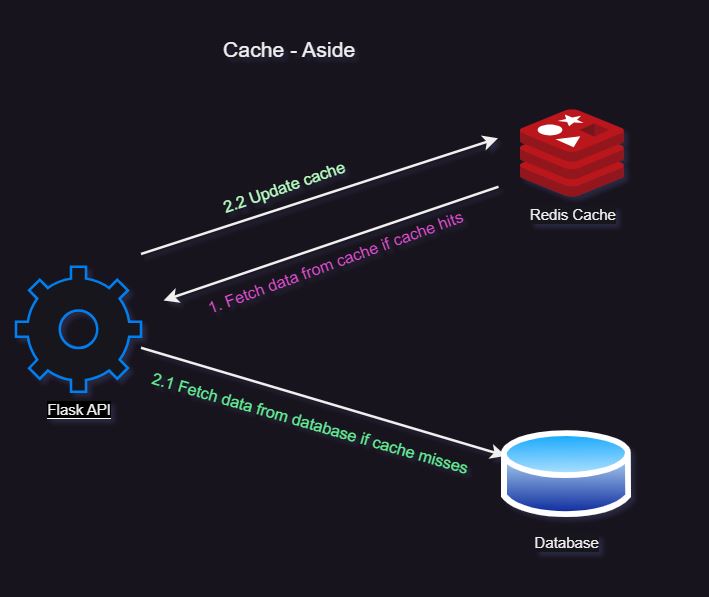 Cache - Aside
2.2 Update cache
Redis Cache
1. Fetch data from cache if cache hits
Flask API
2.1 Fetch data from database if cache misses
Database